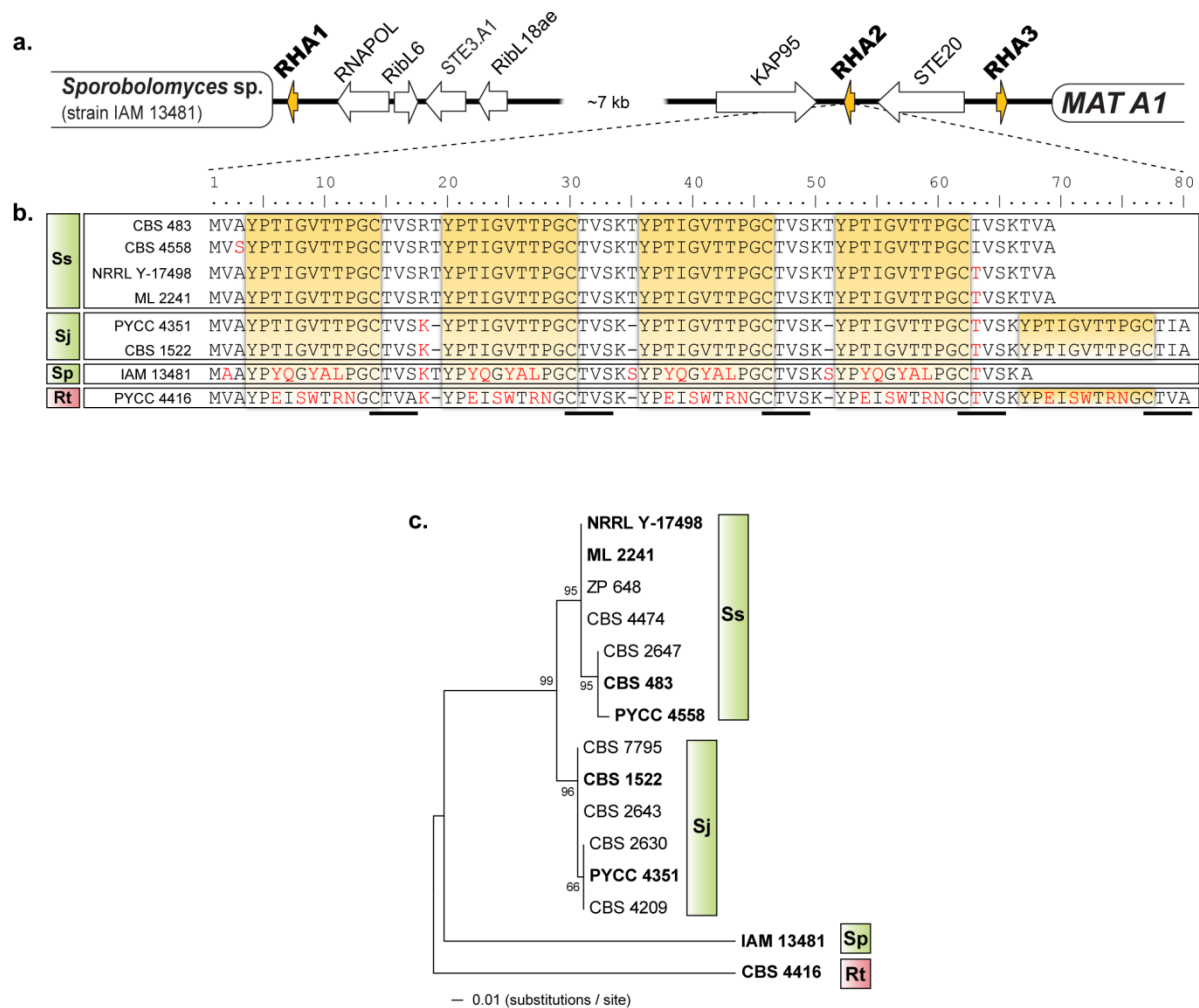 a.
Sporobolomyces sp.
(strain IAM 13481)
RHA1
RNAPOL
RibL6
STE3.A1
RibL18ae
~7 kb
KAP95
RHA2
STE20
RHA3
MAT A1
1 10 20 30 40 50 60 70 80
b.
Ss
CBS 483 MVAYPTIGVTTPGCTVSRTYPTIGVTTPGCTVSKTYPTIGVTTPGCTVSKTYPTIGVTTPGCIVSKTVA
CBS 4558 MVSYPTIGVTTPGCTVSRTYPTIGVTTPGCTVSKTYPTIGVTTPGCTVSKTYPTIGVTTPGCIVSKTVA
NRRL Y-17498 MVAYPTIGVTTPGCTVSRTYPTIGVTTPGCTVSKTYPTIGVTTPGCTVSKTYPTIGVTTPGCTVSKTVA
ML 2241 MVAYPTIGVTTPGCTVSRTYPTIGVTTPGCTVSKTYPTIGVTTPGCTVSKTYPTIGVTTPGCTVSKTVA
Sj
PYCC 4351 MVAYPTIGVTTPGCTVSK-YPTIGVTTPGCTVSK-YPTIGVTTPGCTVSK-YPTIGVTTPGCTVSKYPTIGVTTPGCTIA
CBS 1522 MVAYPTIGVTTPGCTVSK-YPTIGVTTPGCTVSK-YPTIGVTTPGCTVSK-YPTIGVTTPGCTVSKYPTIGVTTPGCTIA
Sp
IAM 13481 MAAYPYQGYALPGCTVSKTYPYQGYALPGCTVSKSYPYQGYALPGCTVSKSYPYQGYALPGCTVSKA
Rt
PYCC 4416 MVAYPEISWTRNGCTVAK-YPEISWTRNGCTVSK-YPEISWTRNGCTVSK-YPEISWTRNGCTVSKYPEISWTRNGCTVA
c.
NRRL Y-17498
ML 2241
95
ZP 648
CBS 4474
Ss
CBS 2647
99
95
CBS 483
PYCC 4558
CBS 7795
CBS 1522
96
CBS 2643
Sj
CBS 2630
PYCC 4351
66
CBS 4209
IAM 13481
Sp
CBS 4416
Rt
0.01 (substitutions / site)